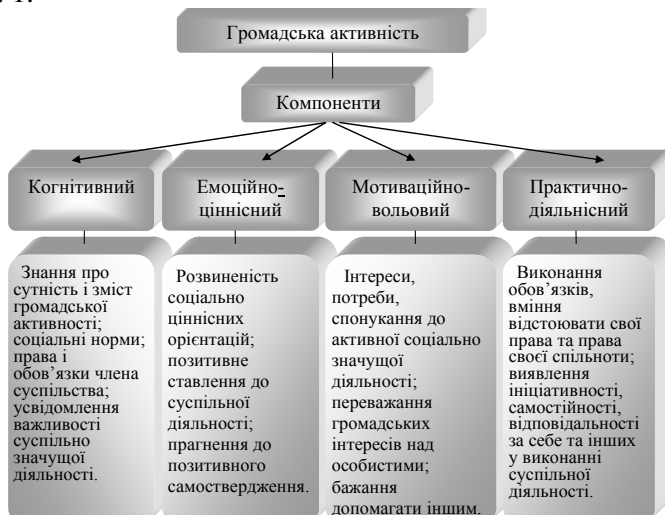 Громадська активність
Компоненти
Когнітивний
Емоційно-
ціннісний
Мотиваційно-
вольовий
Практично-
діяльнісний
Знання про
сутність і зміст
громадської
активності;
соціальні норми;
права і
обов’язки члена
суспільства;
усвідомлення
важливості
суспільно
значущої
діяльності.
Розвиненість
соціально
ціннісних
орієнтацій;
позитивне
ставлення до
суспільної
діяльності;
прагнення до
позитивного
самоствердження.
Інтереси,
потреби,
спонукання до
активної соціально
значущої
діяльності;
переважання
громадських
інтересів над
особистими;
бажання
допомагати іншим.
Виконання
обов’язків,
вміння
відстоювати свої
права та права
своєї спільноти;
виявлення
ініціативності,
самостійності,
відповідальності
за себе та інших
у виконанні
суспільної
діяльності.